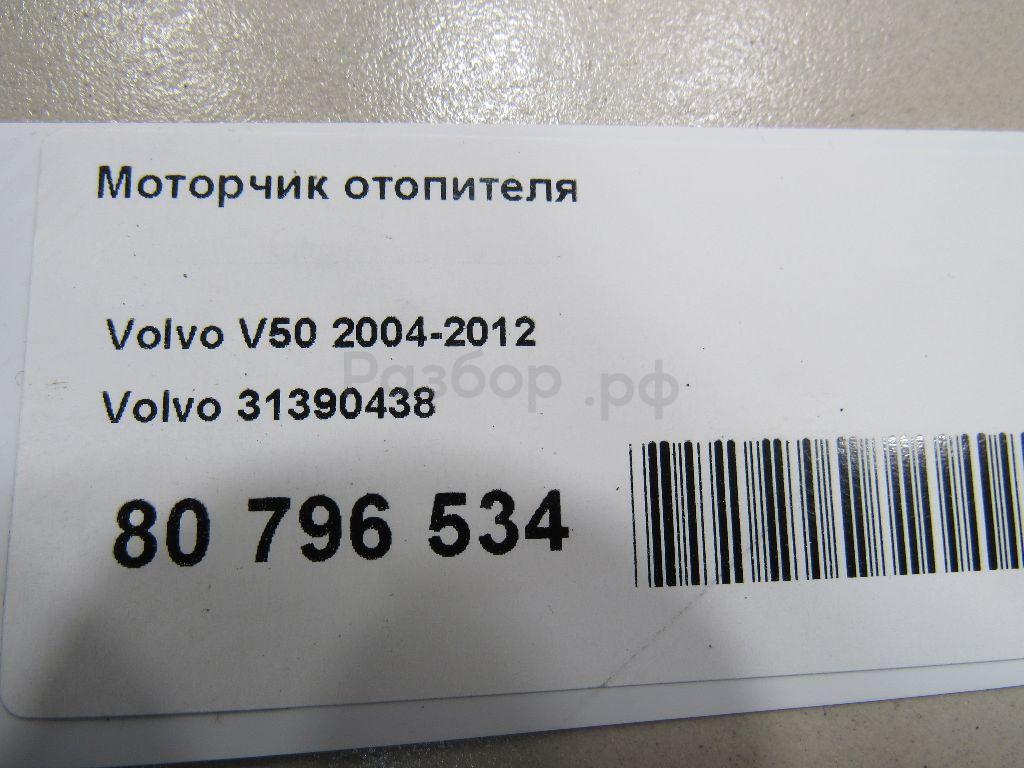 Моторчик отопителя
Volvo V50 2004-2012
Разбор.рф
Volvo 31390438
80 796 534